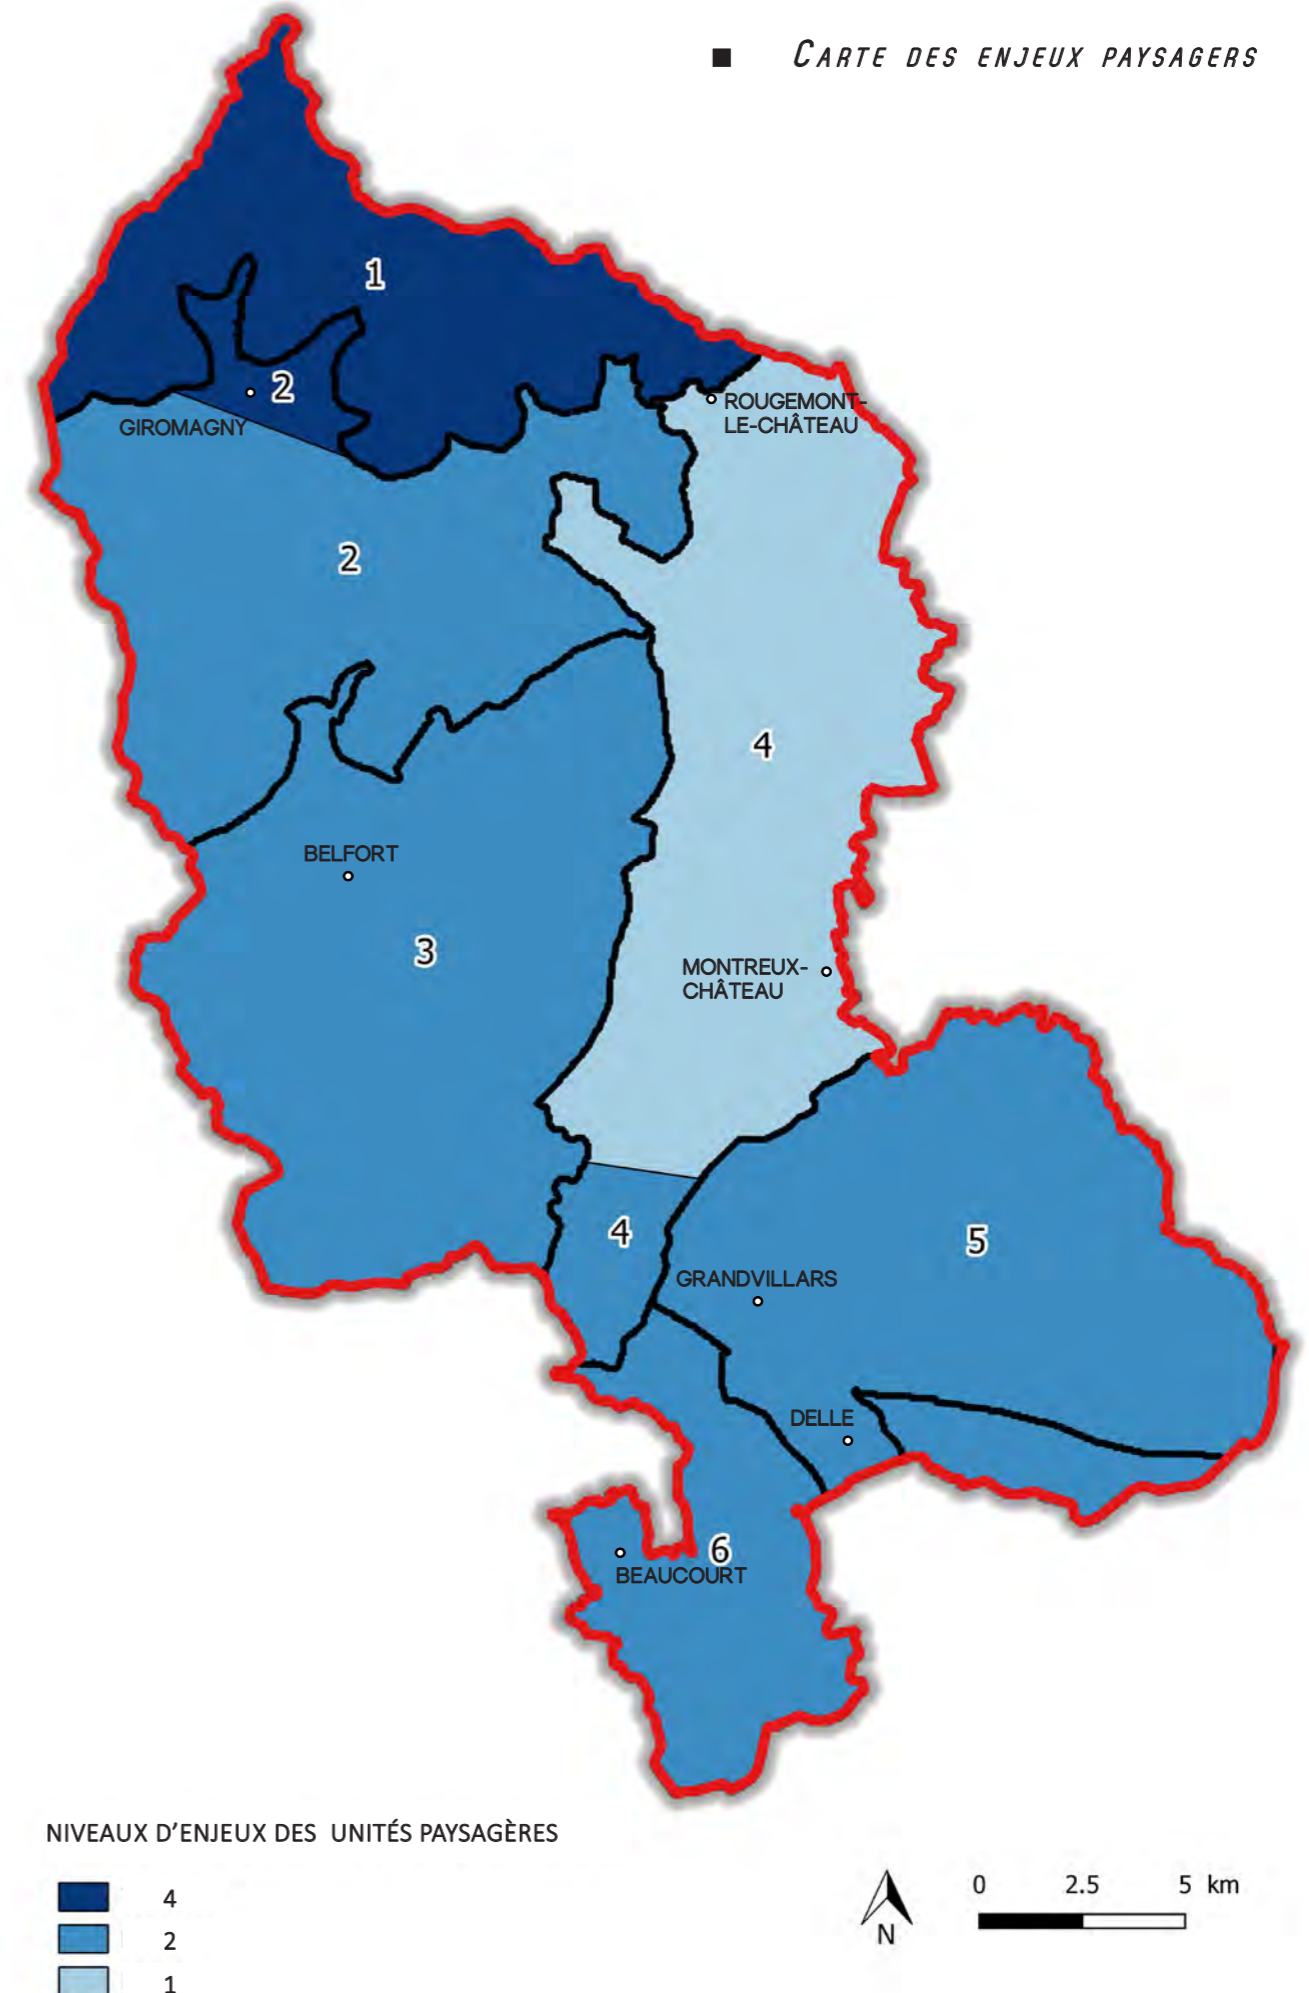 ■ CARTE DES ENJEUX PAYSAGERS
1
2
GIROMAGNY
ROUGEMONT-
LE-CHÂTEAU
2
4
BELFORT
3
MONTREUX-
CHÂTEAU
4
5
GRANDVILLARS
DELLE
6
BEAUCOURT
NIVEAUX D’ENJEUX DES UNITÉS PAYSAGÈRES
4
2
1
0 2.5 5 km
N